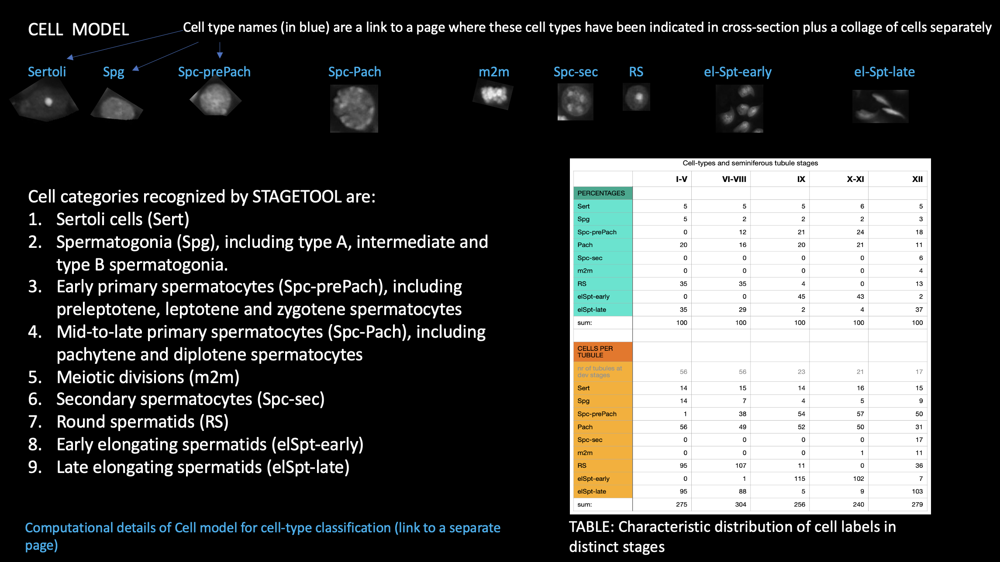 CELL MODEL
Cell type names (in blue) are a link to a page where these cell types have been indicated in cross-section plus a collage of cells separately
Sertoli Spg Spc-prePach Spc-Pach m2m Spc-sec RS el-Spt-early el-Spt-late
Cell categories recognized by STAGETOOL are:
1. Sertoli cells (Sert)
2. Spermatogonia (Spg), including type A, intermediate and
type B spermatogonia.
3. Early primary spermatocytes (Spc-prePach), including
preleptotene, leptotene and zygotene spermatocytes
4. Mid-to-late primary spermatocytes (Spc-Pach), including
pachytene and diplotene spermatocytes
5. Meiotic divisions (m2m)
6. Secondary spermatocytes (Spc-sec)
7. Round spermatids (RS)
8. Early elongating spermatids (elSpt-early)
9. Late elongating spermatids (elSpt-late)
Computational details of Cell model for cell-type classification (link to a separate
page)
Cell-types and seminiferous tubule stages
I-V VI-VIII IX X-XI XII
PERCENTAGES
Sert 5 5 5 6 5
Spg 5 2 2 2 3
Spc-prePach 0 12 21 24 18
Pach 20 16 20 21 11
Spc-sec 0 0 0 0 6
m2m 0 0 0 0 4
RS 35 35 4 0 13
elSpt-early 0 0 45 43 2
elSpt-late 35 29 2 4 37
sum: 100 100 100 100 100
CELLS PER
TUBULE
nr of tubules at
dev stages 56 56 23 21 17
Sert 14 15 14 16 15
Spg 14 7 4 5 9
Spc-prePach 1 38 54 57 50
Pach 56 49 52 50 31
Spc-sec 0 0 0 0 17
m2m 0 0 0 1 11
RS 95 107 11 0 36
elSpt-early 0 1 115 102 7
elSpt-late 95 88 5 9 103
sum: 275 304 256 240 279
TABLE: Characteristic distribution of cell labels in
distinct stages